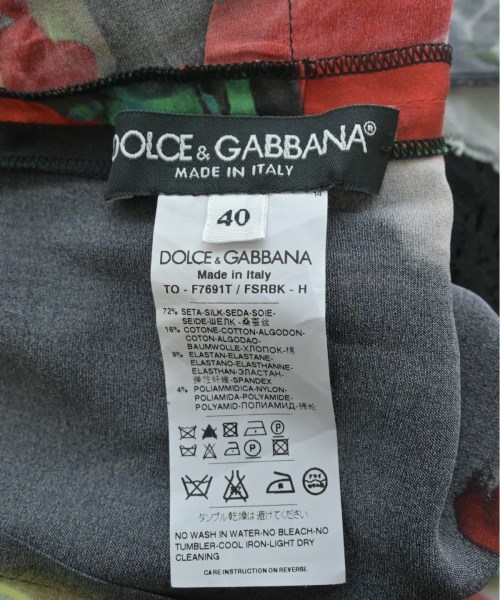 DOLCE & GABBANA®
MADE IN ITALY
40
14
DOLCE & GABBANA
Made in Italy
TO - F7691T / FSRBK - H
72% SETA-SILK-SEDA-SOIE-
SEIDE-ШЕЛК -桑蚕丝
16% COTONE-COTTON-ALGODON-
COTON-ALGODAO-
BAUMWOLLE-ХЛОПОК-棉
8% ELASTAN-ELASTANE-
ELASTANO-ELASTHANNE-
ELASTHAN-ЭЛАСТАН-
弹性纤维-SPANDEX
4% POLIAMMIDICA-NYLON-
POLIAMIDA-POLYAMIDE-
POLYAMID-ПОЛИАМИД-锦纶
タンブル乾燥は避けてください
NO WASH IN WATER-NO BLEACH-NO
TUMBLER-COOL IRON-LIGHT DRY
CLEANING
CARE INSTRUCTION ON REVERSE